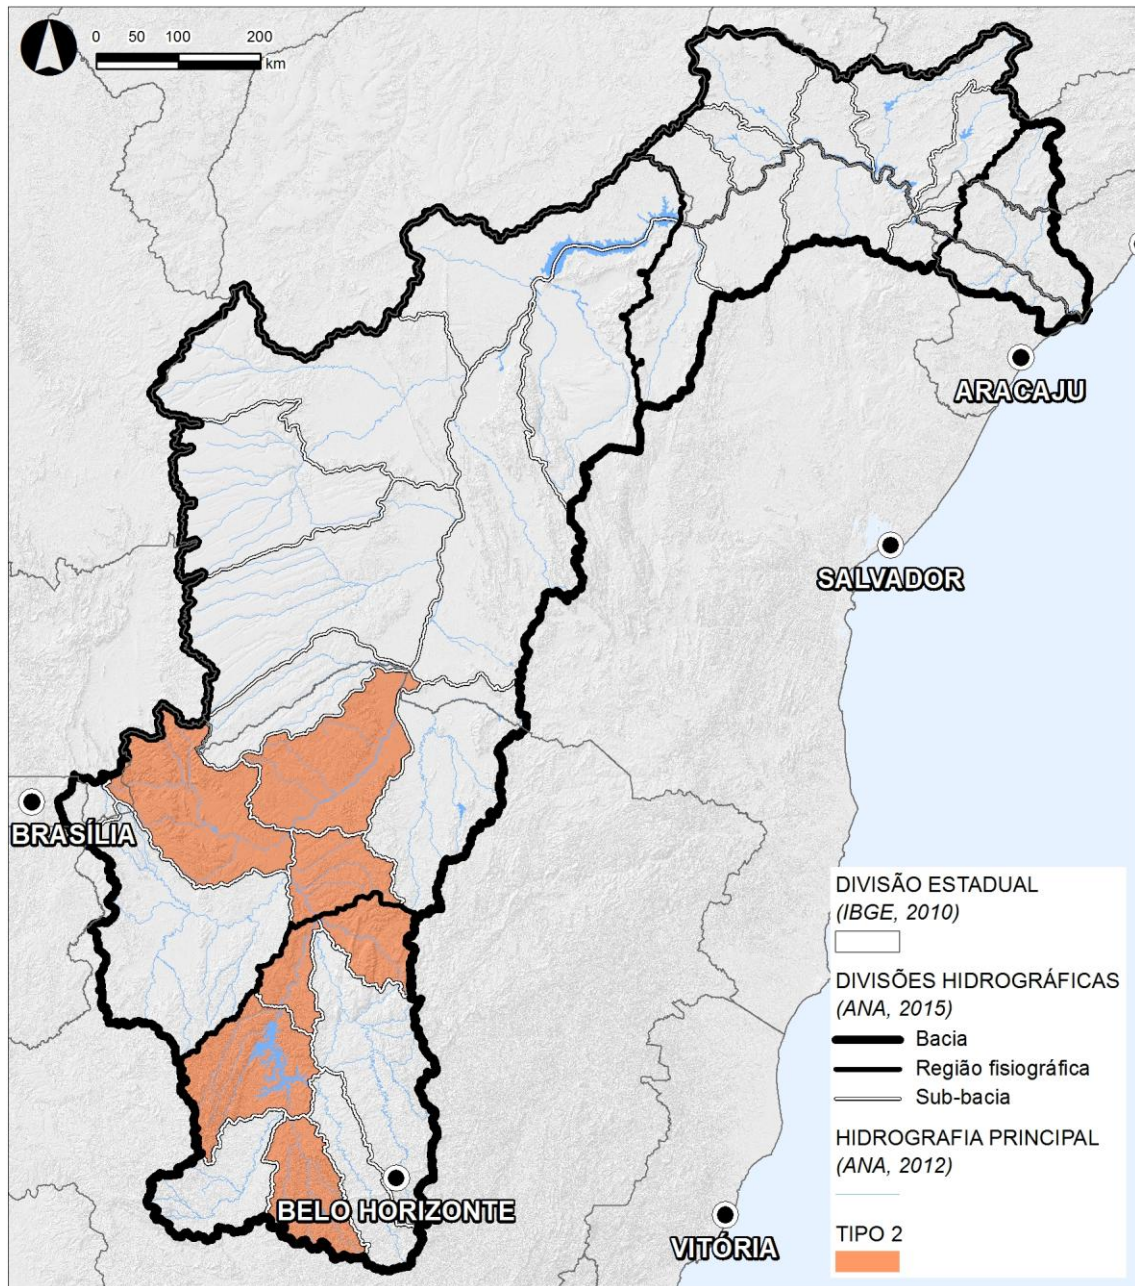 0 50 100 200
km
ARACAJU
SALVADOR
BRASÍLIA
BELO HORIZONTE
VITÓRIA
DIVISÃO ESTADUAL
(IBGE, 2010)
DIVISÕES HIDROGRÁFICAS
(ANA, 2015)
Bacia
Região fisiográfica
Sub-bacia
HIDROGRAFIA PRINCIPAL
(ANA, 2012)
TIPO 2